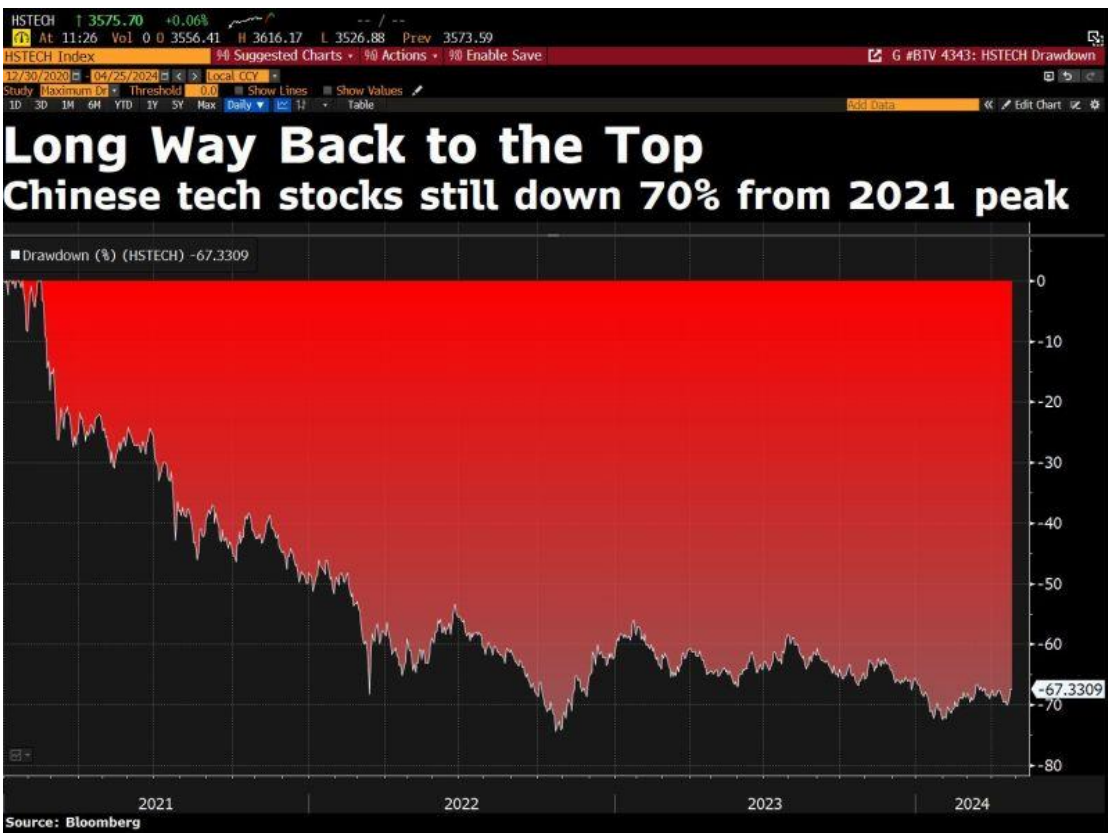 HSTECH ↑ 3575.70 +0.06% -- / --
At 11:26 Vol 0 O 3556.41 H 3616.17 L 3526.88 Prev 3573.59
HSTECH Index Suggested Charts Actions Enable Save G #BTV 4343: HSTECH Drawdown
12/30/2020 - 04/25/2024 < > Local CCY
Study Maximum Dr Threshold 0.0 Show Lines Show Values
1D 3D 1M 6M YTD 1Y 5Y Max Daily ▼ Table Add Data « Edit Chart
Long Way Back to the Top
Chinese tech stocks still down 70% from 2021 peak
Drawdown (%) (HSTECH) -67.3309
0
-10
-20
-30
-40
-50
-60
-67.3309
-70
-80
2021 2022 2023 2024
Source: Bloomberg